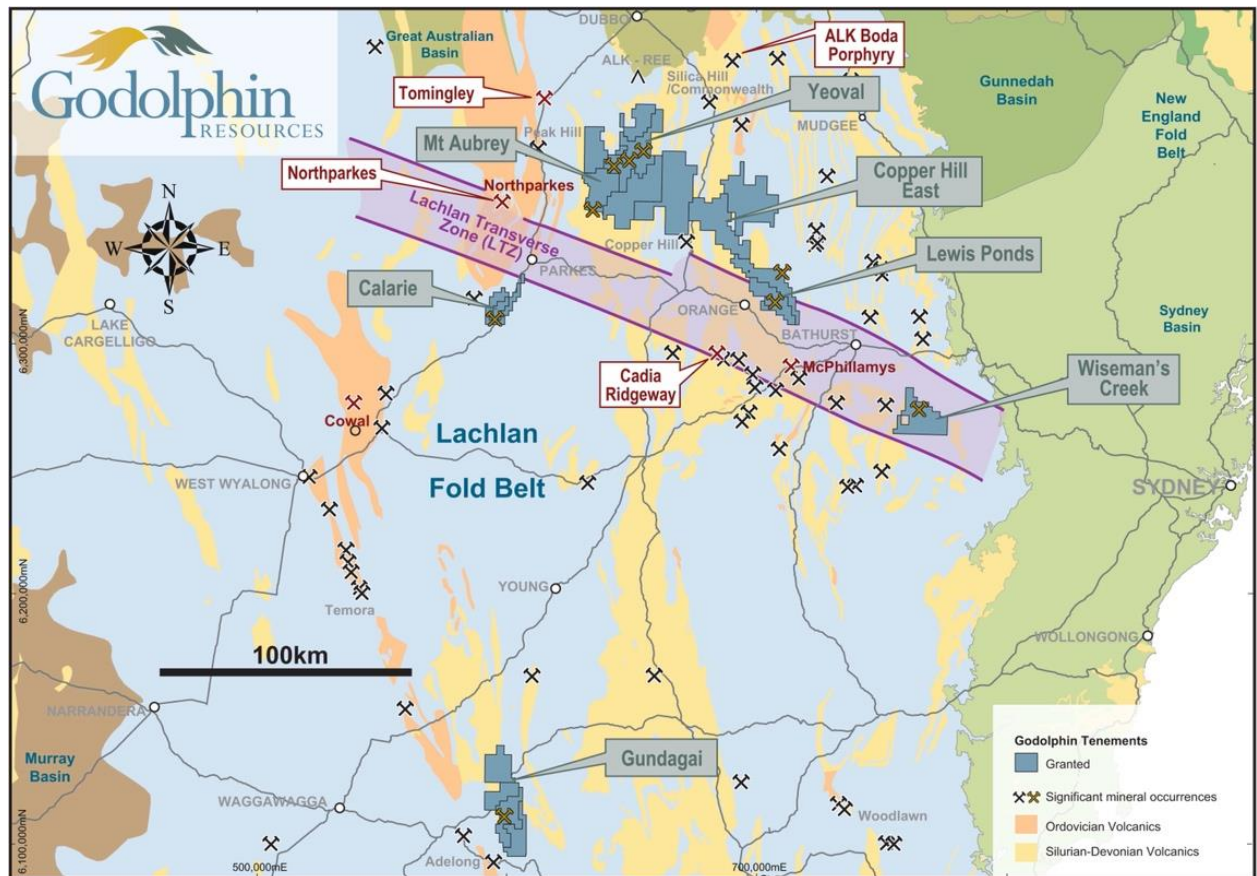 Godolphin
RESOURCES
DUBBO
Great Australian
Basin
ALK - REE
ALK Boda
Porphyry
Silica Hill
/Commonwealth
Gunnedah
Basin
New
England
Fold
Belt
Tomingley
Yeoval
MUDGEE
Peak Hill
Mt Aubrey
Northparkes
Northparkes
Copper Hill
East
N
W
E
S
Lachlan Transverse
Zone (LTZ)
Copper Hill
Lewis Ponds
PARKES
Calarie
ORANGE
LAKE
CARGELLIGO
BATHURST
Sydney
Basin
6,300,000mN
McPhillamys
Cadia
Ridgeway
Wiseman's
Creek
Cowal
Lachlan
Fold Belt
WEST WYALONG
SYDNEY
6,200,000mN
YOUNG
Temora
WOLLONGONG
100km
NARRANDERA
Murray
Basin
Gundagai
WAGGAWAGGA
Woodlawn
Adelong
6,100,000mN
500,000mE
700,000mE
Godolphin Tenements
Granted
Significant mineral occurrences
Ordovician Volcanics
Silurian-Devonian Volcanics